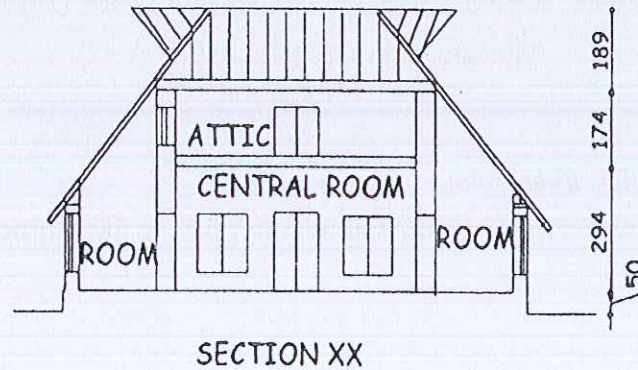 189
ATTIC
174
CENTRAL ROOM
ROOM
ROOM
294
50
SECTION XX